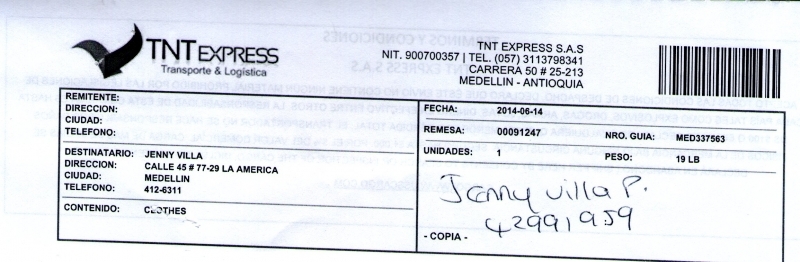 TNT EXPRESS
Transporte & Logística
TNT EXPRESS S.A.S
NIT. 900700357 | TEL. (057) 3113798341
CARRERA 50 # 25-213
MEDELLIN - ANTIOQUIA
REMITENTE:
DIRECCION:
CIUDAD:
TELEFONO:
DESTINATARIO: JENNY VILLA
DIRECCION: CALLE 45 # 77-29 LA AMERICA
CIUDAD: MEDELLIN
TELEFONO: 412-6311
CONTENIDO: CLOTHES
FECHA: 2014-06-14
REMESA: 00091247 NRO. GUIA: MED337563
UNIDADES: 1 PESO: 19 LB
Jenny Villa P.
42991959
- COPIA -